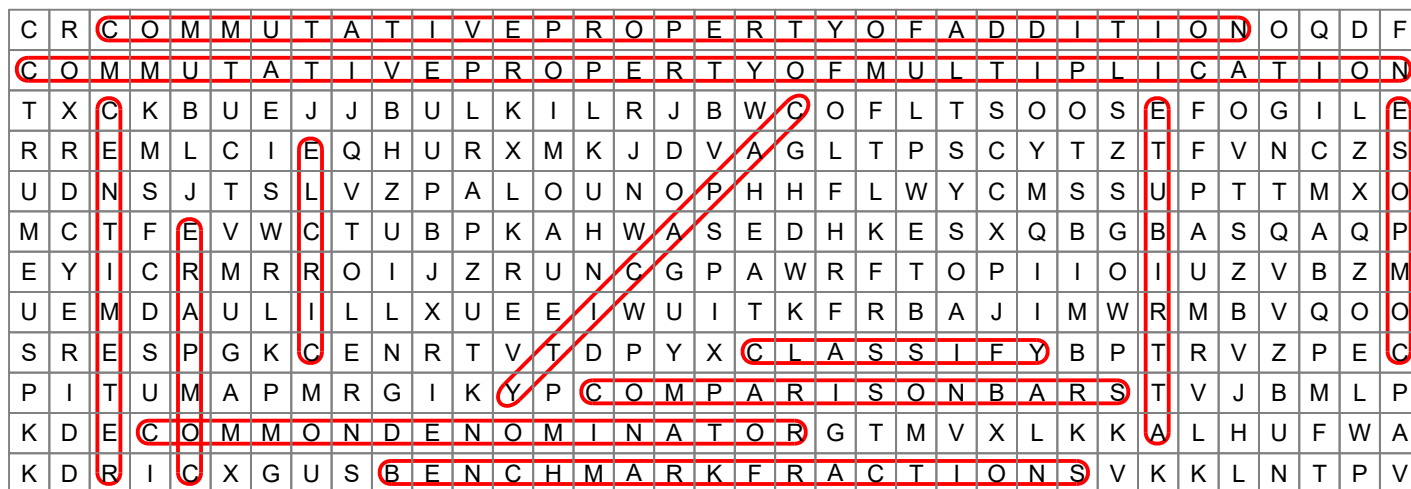 C R C O M M U T A T I V E P R O P E R T Y O F A D D I T I O N O Q D F
C O M M U T A T I V E P R O P E R T Y O F M U L T I P L I C A T I O N
T X C K B U E J J B U L K I L R J B W C O F L T S O O S E F O G I L E
R R E M L C I E Q H U R X M K J D V A G L T P S C Y T Z T F V N C Z S
U D N S J T S L V Z P A L O U N O P H H F L W Y C M S S U P T T M X O
M C T F E V W C T U B P K A H W A S E D H K E S X Q B G B A S Q A Q P
E Y I C R M R R O I J Z R U N C G P A W R F T O P I I O I U Z V B Z M
U E M D A U L I L L X U E E I W U I T K F R B A J I M W R M B V Q O O
S R E S P G K C E N R T V T D P Y X C L A S S I F Y B P T R V Z P E C
P I T U M A P M R G I K Y P C O M P A R I S O N B A R S T V J B M L P
K D E C O M M O N D E N O M I N A T O R G T M V X L K K A L H U F W A
K D R I C X G U S B E N C H M A R K F R A C T I O N S V K K L N T P V